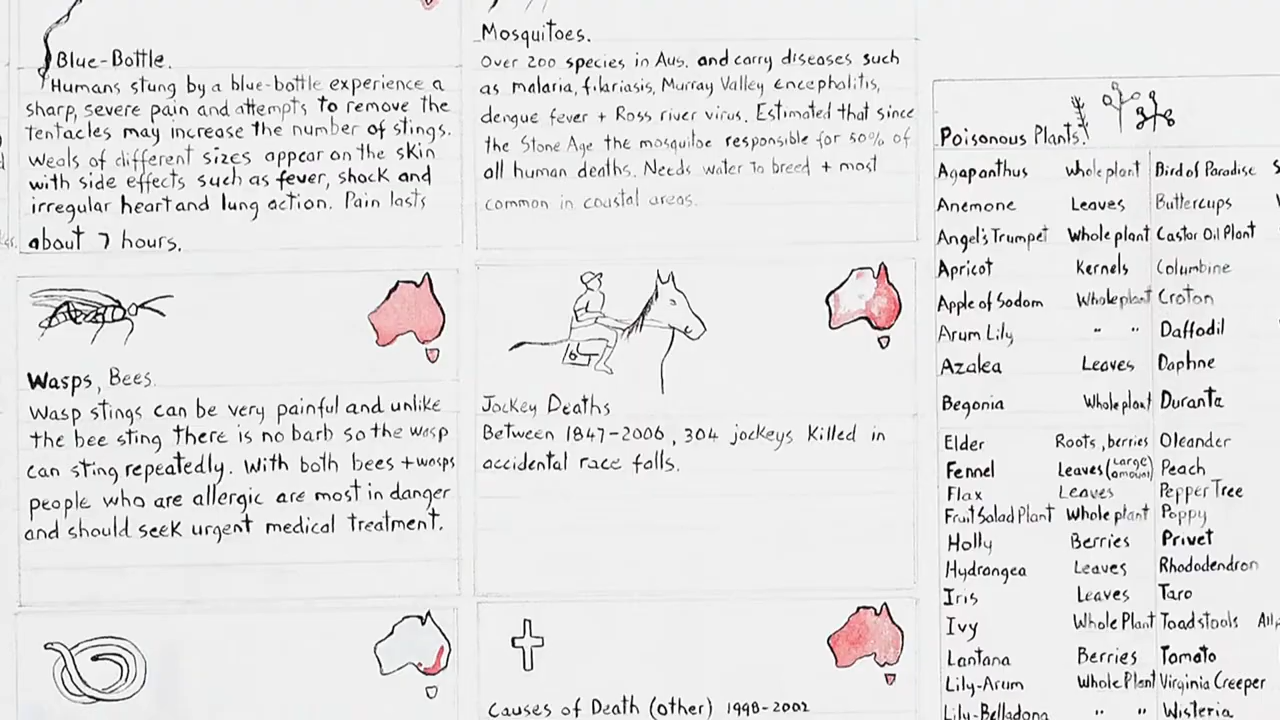 Blue-Bottle.
Humans stung by a blue-bottle experience a
sharp, severe pain and attempts to remove the
tentacles may increase the number of stings.
Weals of different sizes appear on the skin
with side effects such as fever, shock and
irregular heart and lung action. Pain lasts
about 7 hours.
Mosquitoes.
Over 200 species in Aus. and carry diseases such
as malaria, filariasis, Murray Valley encephalitis,
dengue fever + Ross river virus. Estimated that since
the Stone Age the mosquitoe responsible for 50% of
all human deaths. Needs water to breed + most
common in coastal areas.
Wasps, Bees.
Wasp stings can be very painful and unlike
the bee sting there is no barb so the wasp
can sting repeatedly. With both bees + wasps
people who are allergic are most in danger
and should seek urgent medical treatment.
Jockey Deaths
Between 1847-2006, 304 jockeys killed in
accidental race falls.
6
Causes of Death (other) 1998-2002
Poisonous Plants.
Agapanthus Whole plant Bird of Paradise
Anemone Leaves Buttercups
Angel's Trumpet Whole plant Castor Oil Plant
Apricot Kernels Columbine
Apple of Sodom Whole plant Croton
Arum Lily " " Daffodil
Azalea Leaves Daphne
Begonia Whole plant Duranta
Elder Roots, berries Oleander
Fennel Leaves (Large amount) Peach
Flax Leaves Pepper Tree
Fruit Salad Plant Whole plant Poppy
Holly Berries Privet
Hydrangea Leaves Rhododendron
Iris Leaves Taro
Ivy Whole Plant Toadstools
Lantana Berries Tomato
Lily-Arum Whole Plant Virginia Creeper
Lily-Belladona " " Wisteria